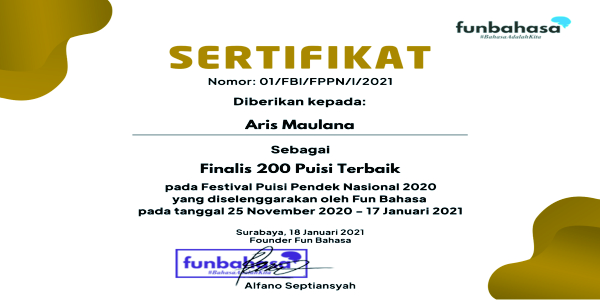 funbahasa
#BahasaAdalahKita
SERTIFIKAT
Nomor: 01/FBI/FPPN/I/2021
Diberikan kepada:
Aris Maulana
Sebagai
Finalis 200 Puisi Terbaik
pada Festival Puisi Pendek Nasional 2020
yang diselenggarakan oleh Fun Bahasa
pada tanggal 25 November 2020 – 17 Januari 2021
Surabaya, 18 Januari 2021
Founder Fun Bahasa
funbahasa
#BahasaAdalahKita
Alfano Septiansyah